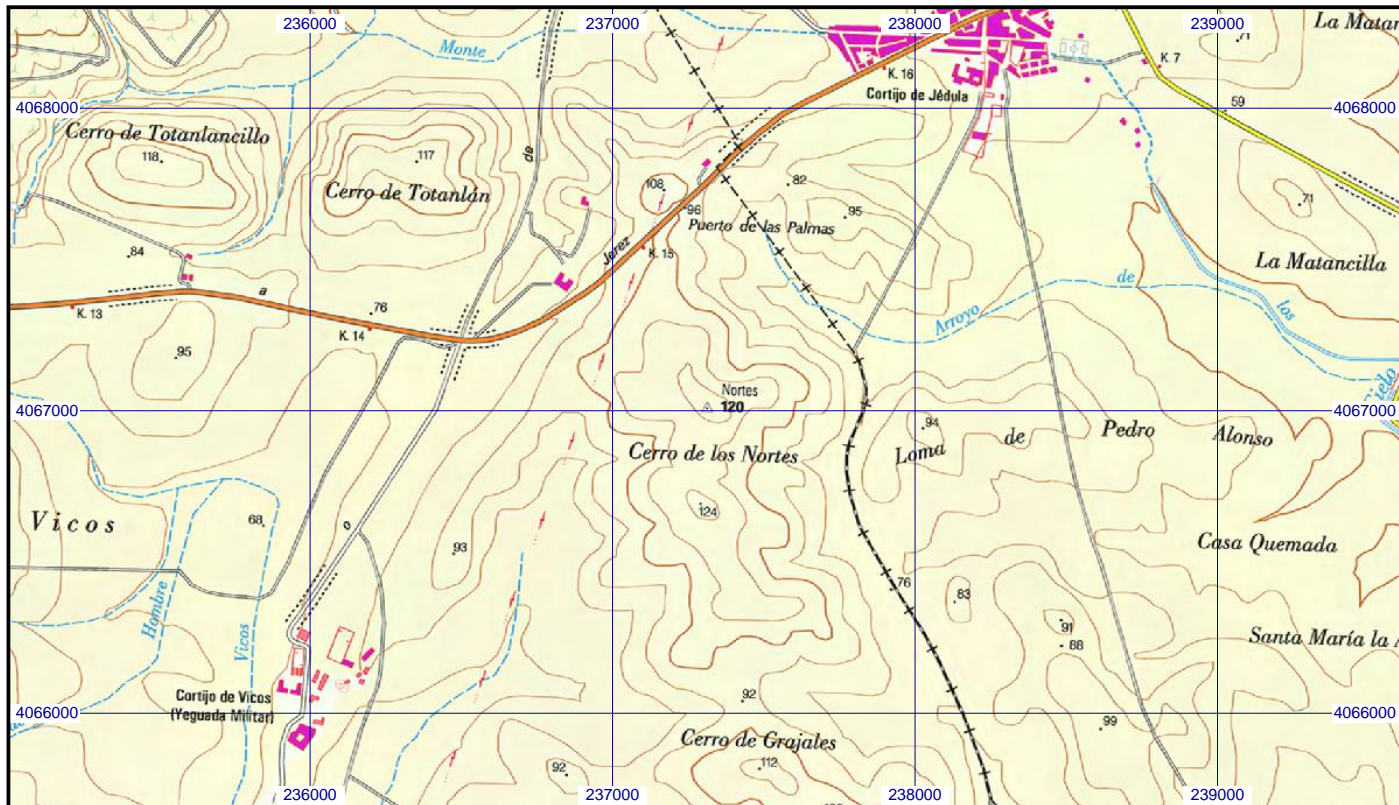 236000
237000
238000
239000
La Matar
Monte
71
K. 7
K. 16
Cortijo de Jédula
59
4068000
4068000
Cerro de Totanlancillo
118
117
de
Cerro de Totanlán
108
82
96
95
71
Puerto de las Palmas
Jerez
K. 15
84
La Matancilla
a
de
los
K. 13
76
K. 14
Arroyo
95
Nortes
120
4067000
4067000
94
Loma de Pedro Alonso
Cerro de los Nortes
Vicos
68
o
124
93
Casa Quemada
76
83
Hombre
Vicos
91
88
Santa María la A
Cortijo de Vicos
(Yeguada Militar)
92
4066000
4066000
99
Cerro de Grajales
92
112
236000
237000
238000
239000